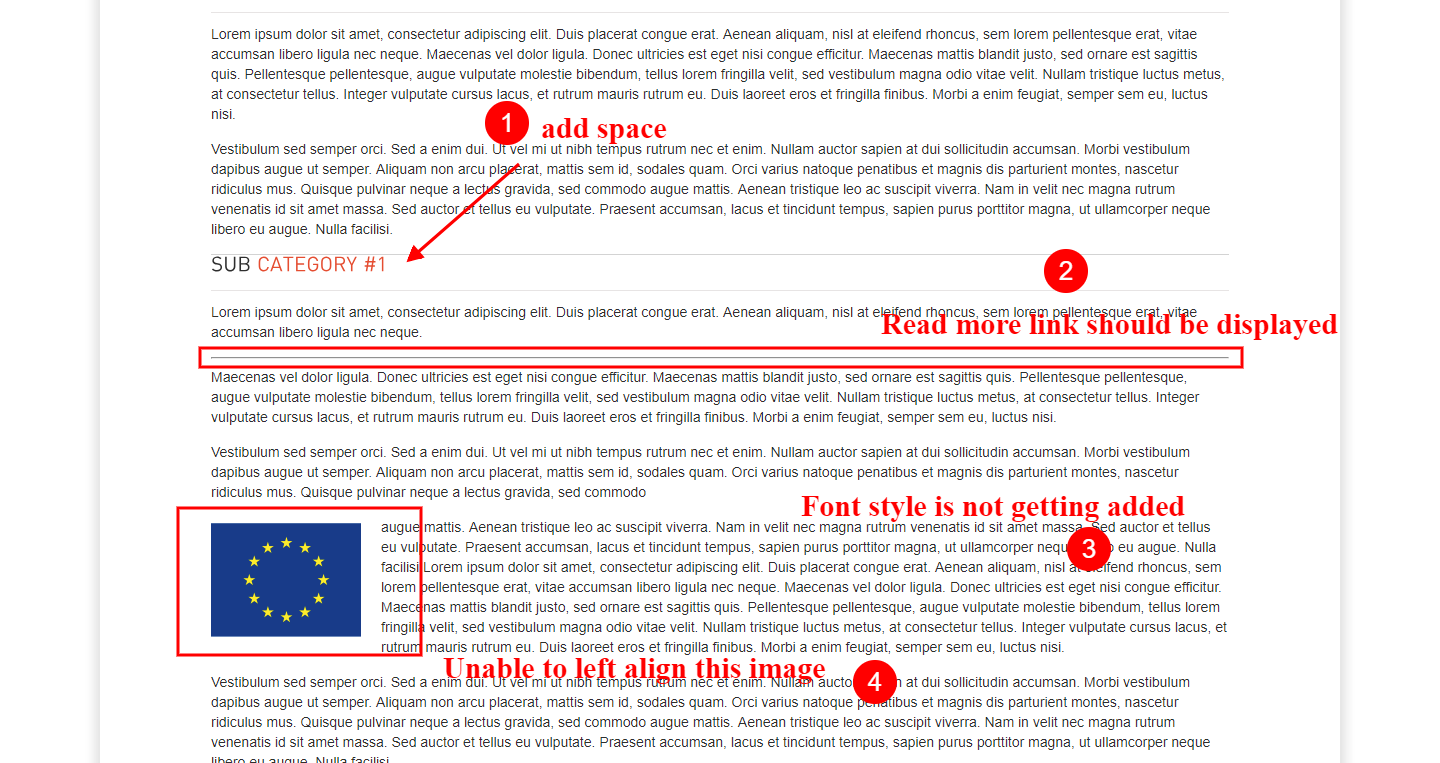 Lorem ipsum dolor sit amet, consectetur adipiscing elit. Duis placerat congue erat. Aenean aliquam, nisl at eleifend rhoncus, sem lorem pellentesque erat, vitae
accumsan libero ligula nec neque. Maecenas vel dolor ligula. Donec ultricies est eget nisi congue efficitur. Maecenas mattis blandit justo, sed ornare est sagittis
quis. Pellentesque pellentesque, augue vulputate molestie bibendum, tellus lorem fringilla velit, sed vestibulum magna odio vitae velit. Nullam tristique luctus metus,
at consectetur tellus. Integer vulputate cursus lacus, et rutrum mauris rutrum eu. Duis laoreet eros et fringilla finibus. Morbi a enim feugiat, semper sem eu, luctus
nisi.
1 add space
Vestibulum sed semper orci. Sed a enim dui. Ut vel mi ut nibh tempus rutrum nec et enim. Nullam auctor sapien at dui sollicitudin accumsan. Morbi vestibulum
dapibus augue ut semper. Aliquam non arcu placerat, mattis sem id, sodales quam. Orci varius natoque penatibus et magnis dis parturient montes, nascetur
ridiculus mus. Quisque pulvinar neque a lectus gravida, sed commodo augue mattis. Aenean tristique leo ac suscipit viverra. Nam in velit nec magna rutrum
venenatis id sit amet massa. Sed auctor et tellus eu vulputate. Praesent accumsan, lacus et tincidunt tempus, sapien purus porttitor magna, ut ullamcorper neque
libero eu augue. Nulla facilisi.
SUB CATEGORY #1
2
Lorem ipsum dolor sit amet, consectetur adipiscing elit. Duis placerat congue erat. Aenean aliquam, nisl at eleifend rhoncus, sem lorem pellentesque erat, vitae
Read more link should be displayed
accumsan libero ligula nec neque.
Maecenas vel dolor ligula. Donec ultricies est eget nisi congue efficitur. Maecenas mattis blandit justo, sed ornare est sagittis quis. Pellentesque pellentesque,
augue vulputate molestie bibendum, tellus lorem fringilla velit, sed vestibulum magna odio vitae velit. Nullam tristique luctus metus, at consectetur tellus. Integer
vulputate cursus lacus, et rutrum mauris rutrum eu. Duis laoreet eros et fringilla finibus. Morbi a enim feugiat, semper sem eu, luctus nisi.
Vestibulum sed semper orci. Sed a enim dui. Ut vel mi ut nibh tempus rutrum nec et enim. Nullam auctor sapien at dui sollicitudin accumsan. Morbi vestibulum
dapibus augue ut semper. Aliquam non arcu placerat, mattis sem id, sodales quam. Orci varius natoque penatibus et magnis dis parturient montes, nascetur
ridiculus mus. Quisque pulvinar neque a lectus gravida, sed commodo
Font style is not getting added
augue mattis. Aenean tristique leo ac suscipit viverra. Nam in velit nec magna rutrum venenatis id sit amet massa. Sed auctor et tellus
eu vulputate. Praesent accumsan, lacus et tincidunt tempus, sapien purus porttitor magna, ut ullamcorper eu augue. Nulla
3
facilisi.Lorem ipsum dolor sit amet, consectetur adipiscing elit. Duis placerat congue erat. Aenean aliquam, nisl at eleifend rhoncus, sem
lorem pellentesque erat, vitae accumsan libero ligula nec neque. Maecenas vel dolor ligula. Donec ultricies est eget nisi congue efficitur.
Maecenas mattis blandit justo, sed ornare est sagittis quis. Pellentesque pellentesque, augue vulputate molestie bibendum, tellus lorem
fringilla velit, sed vestibulum magna odio vitae velit. Nullam tristique luctus metus, at consectetur tellus. Integer vulputate cursus lacus, et
rutrum mauris rutrum eu. Duis laoreet eros et fringilla finibus. Morbi a enim feugiat, semper sem eu, luctus nisi.
Unable to left align this image
4
Vestibulum sed semper orci. Sed a enim dui. Ut vel mi ut nibh tempus rutrum nec et enim. Nullam at dui sollicitudin accumsan. Morbi vestibulum
dapibus augue ut semper. Aliquam non arcu placerat, mattis sem id, sodales quam. Orci varius natoque penatibus et magnis dis parturient montes, nascetur
ridiculus mus. Quisque pulvinar neque a lectus gravida, sed commodo augue mattis. Aenean tristique leo ac suscipit viverra. Nam in velit nec magna rutrum
venenatis id sit amet massa. Sed auctor et tellus eu vulputate. Praesent accumsan, lacus et tincidunt tempus, sapien purus porttitor magna, ut ullamcorper neque
libero eu augue. Nulla facilisi.